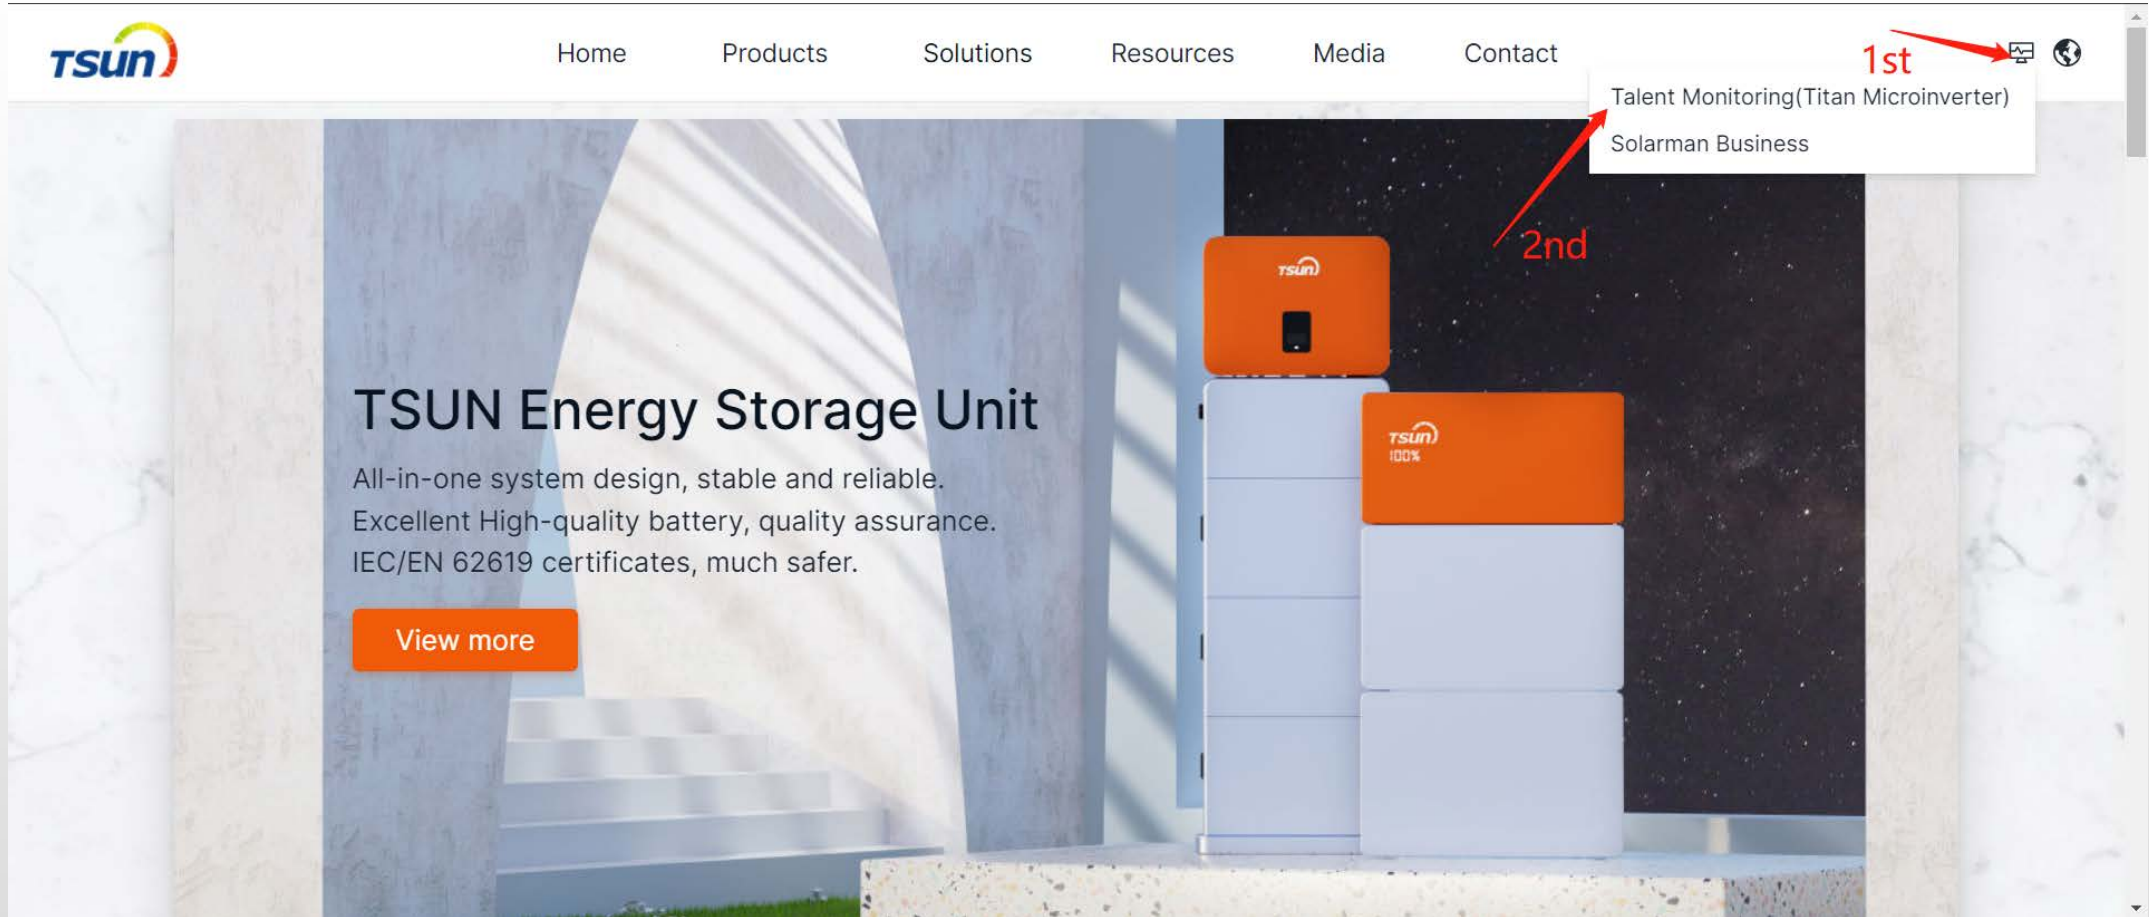 TSUN
Home
Products
Solutions
Resources
Media
Contact
1st
Talent Monitoring(Titan Microinverter)
Solarman Business
2nd
TSUN
TSUN Energy Storage Unit
TSUN
100%
All-in-one system design, stable and reliable.
Excellent High-quality battery, quality assurance.
IEC/EN 62619 certificates, much safer.
View more